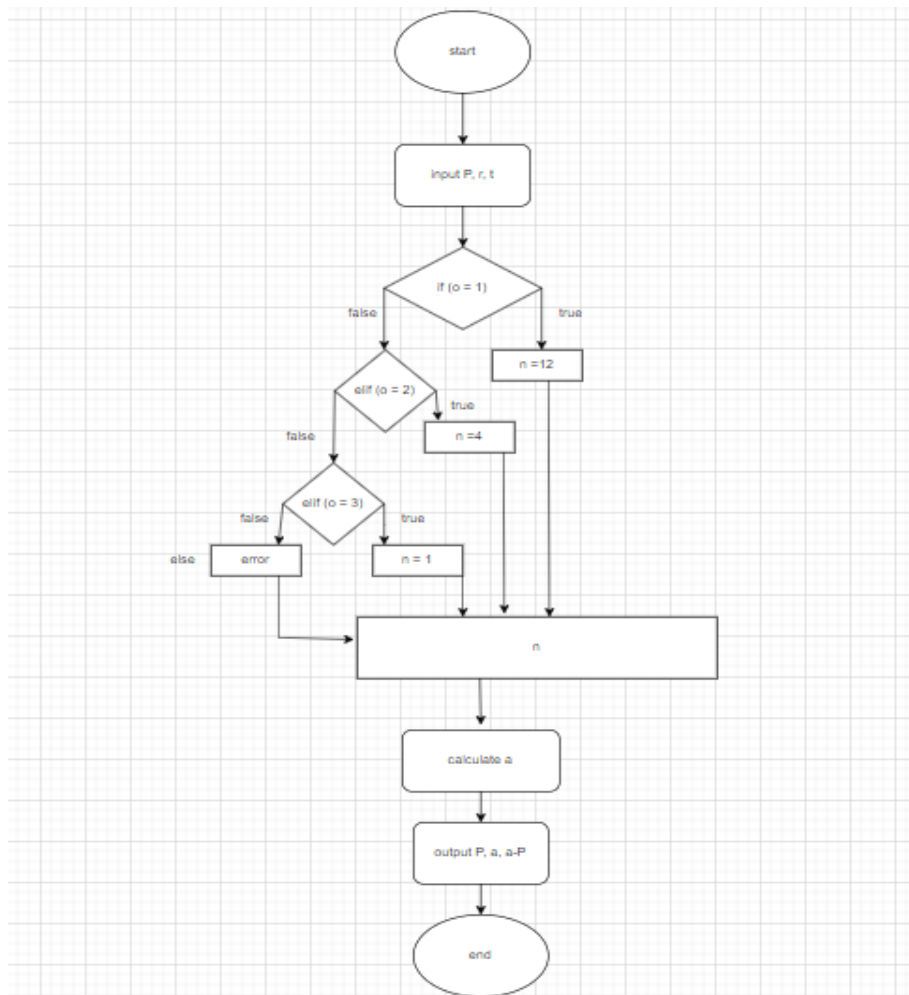 start
input P, r, t
if (o = 1)
false
true
n =12
elif (o = 2)
true
false
n =4
elif (o = 3)
false
true
else
error
n = 1
n
calculate a
output P, a, a-P
end